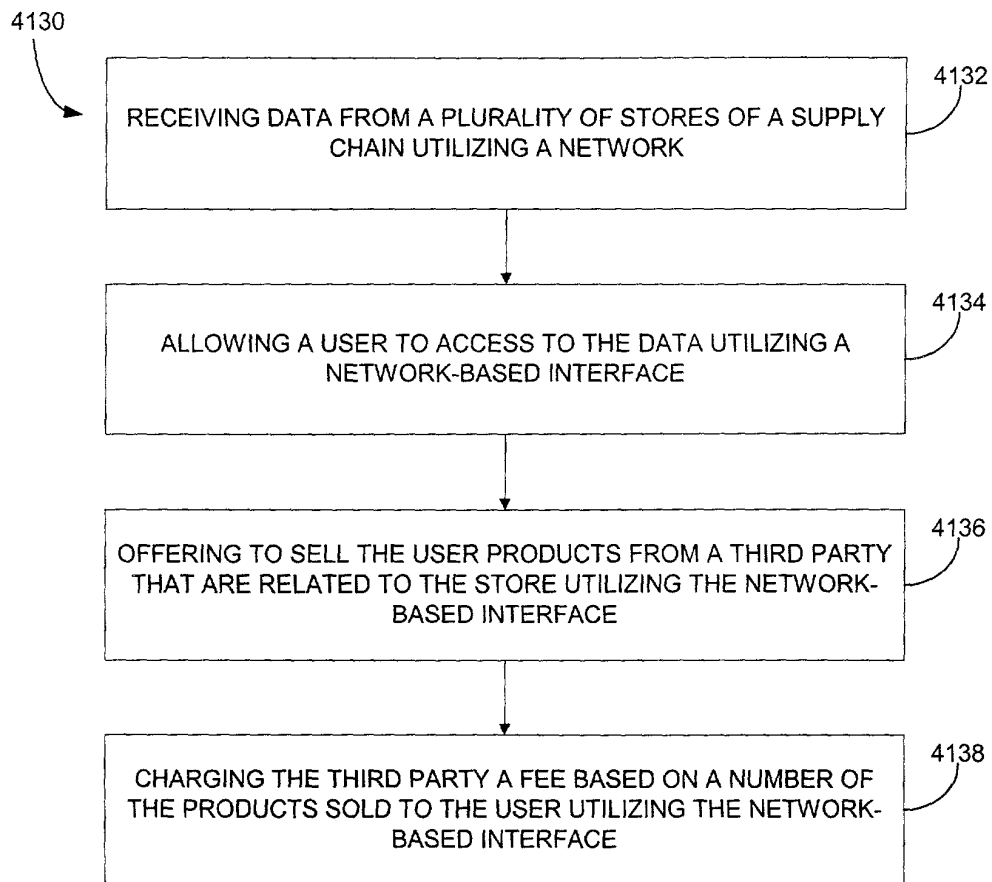 4130
4132
RECEIVING DATA FROM A PLURALITY OF STORES OF A SUPPLY
CHAIN UTILIZING A NETWORK
4134
ALLOWING A USER TO ACCESS TO THE DATA UTILIZING A
NETWORK-BASED INTERFACE
4136
OFFERING TO SELL THE USER PRODUCTS FROM A THIRD PARTY
THAT ARE RELATED TO THE STORE UTILIZING THE NETWORK-
BASED INTERFACE
4138
CHARGING THE THIRD PARTY A FEE BASED ON A NUMBER OF
THE PRODUCTS SOLD TO THE USER UTILIZING THE NETWORK-
BASED INTERFACE